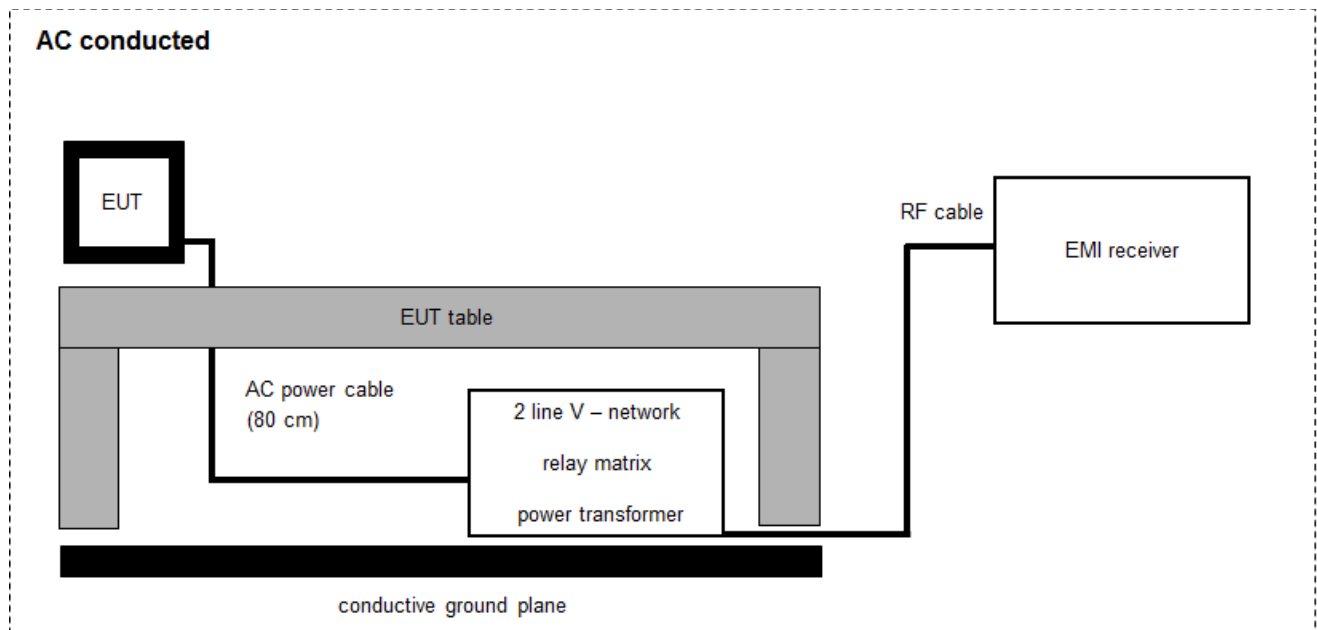 AC conducted
EUT
RF cable
EMI receiver
EUT table
AC power cable
(80 cm)
2 line V – network
relay matrix
power transformer
conductive ground plane